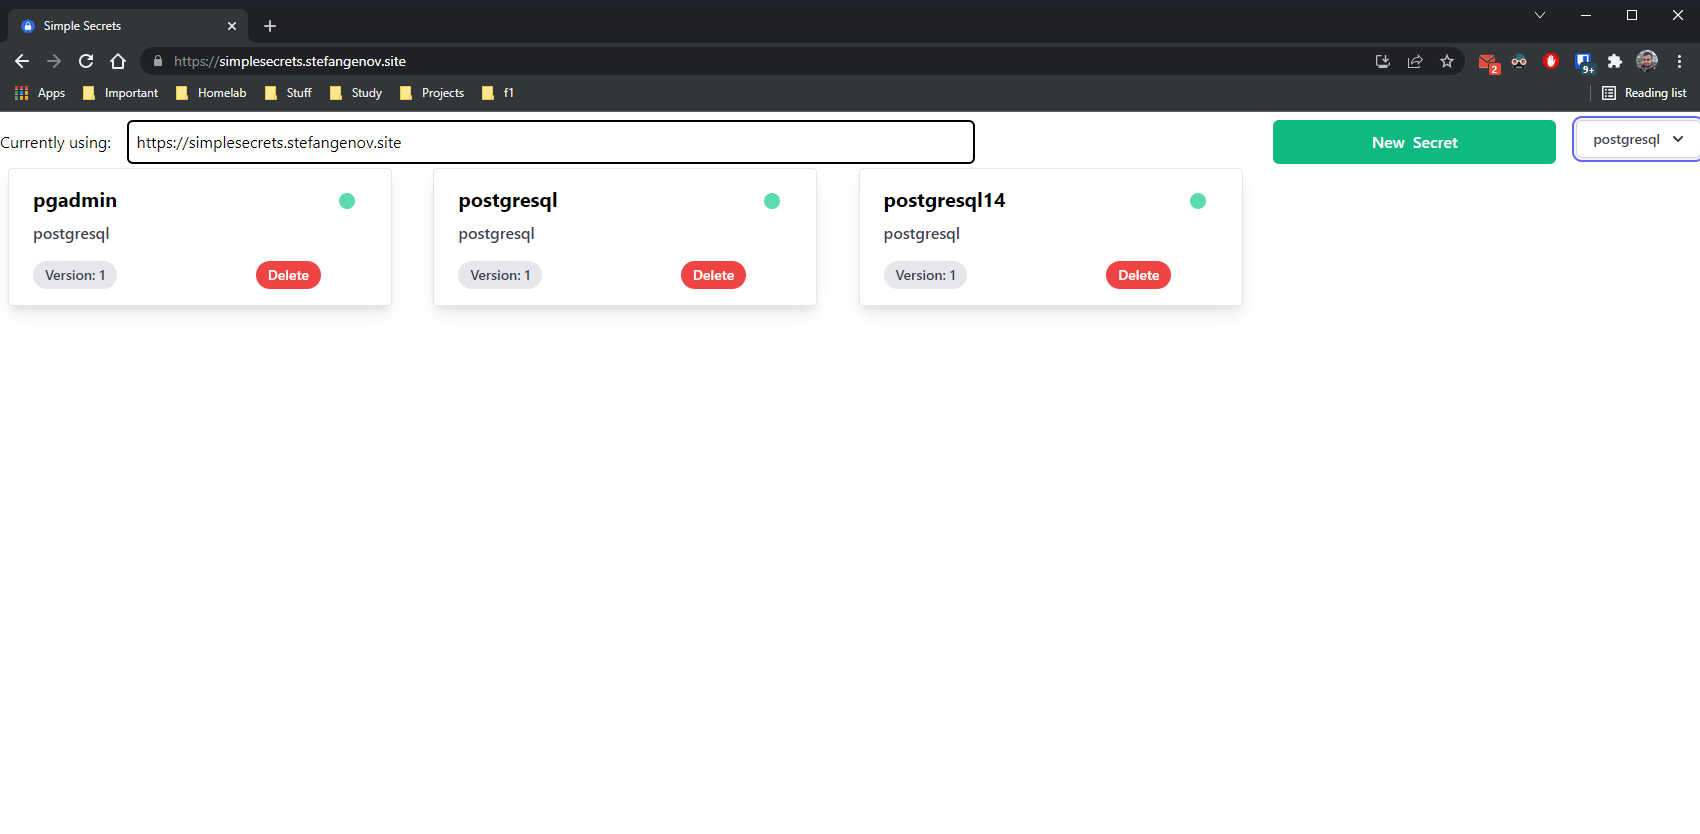 Simple Secrets
https://simplesecrets.stefangenov.site
2
9+
Apps Important Homelab Stuff Study Projects f1 Reading list
Currently using: https://simplesecrets.stefangenov.site New Secret postgresql
pgadmin
postgresql
Version: 1 Delete
postgresql
postgresql
Version: 1 Delete
postgresql14
postgresql
Version: 1 Delete